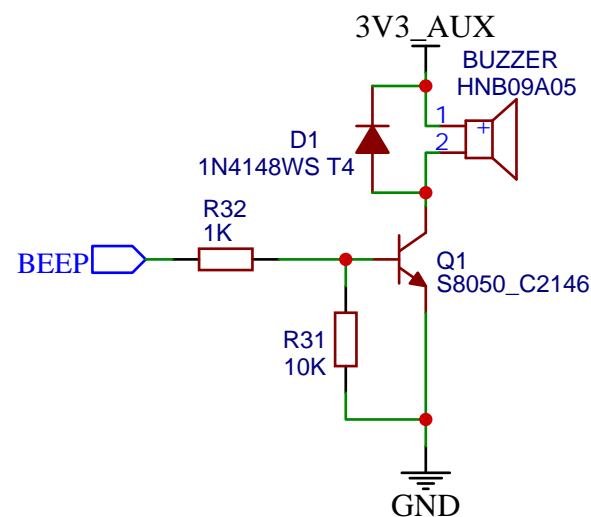 3V3_AUX
BUZZER
HNB09A05
1
+
2
D1
1N4148WS T4
R32
1K
BEEP
Q1
S8050_C2146
R31
10K
GND